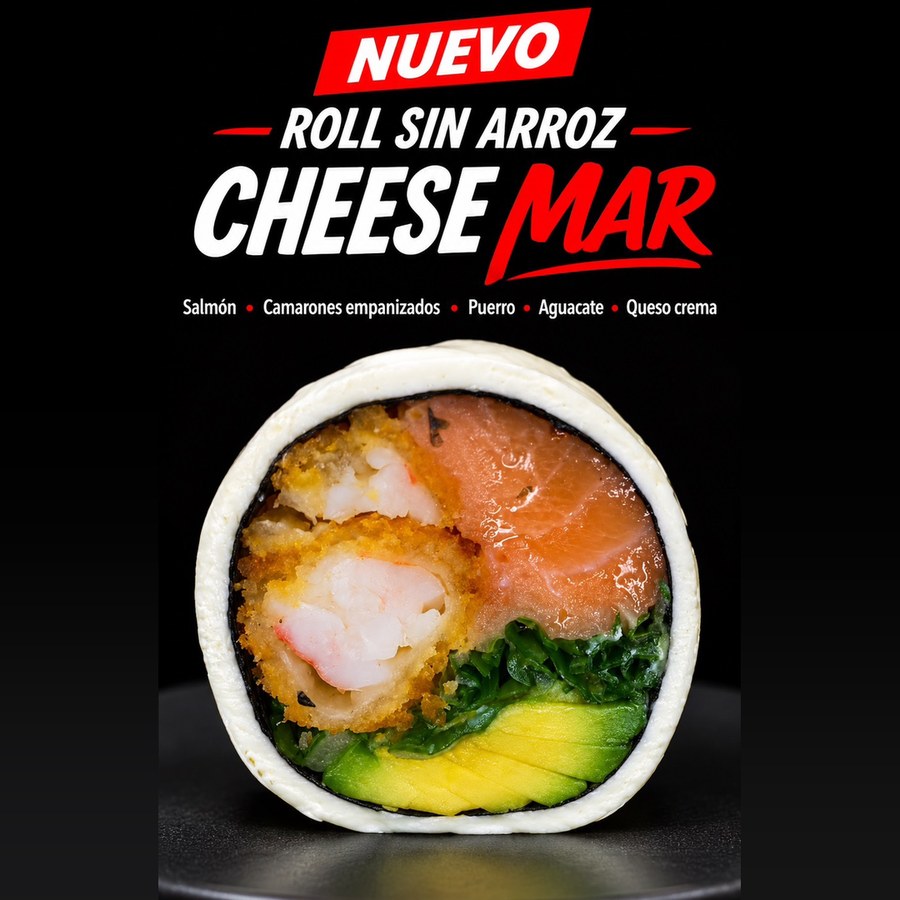 NUEVO
ROLL SIN ARROZ
CHEESE MAR
Salmón • Camarones empanizados • Puerro • Aguacate • Queso crema